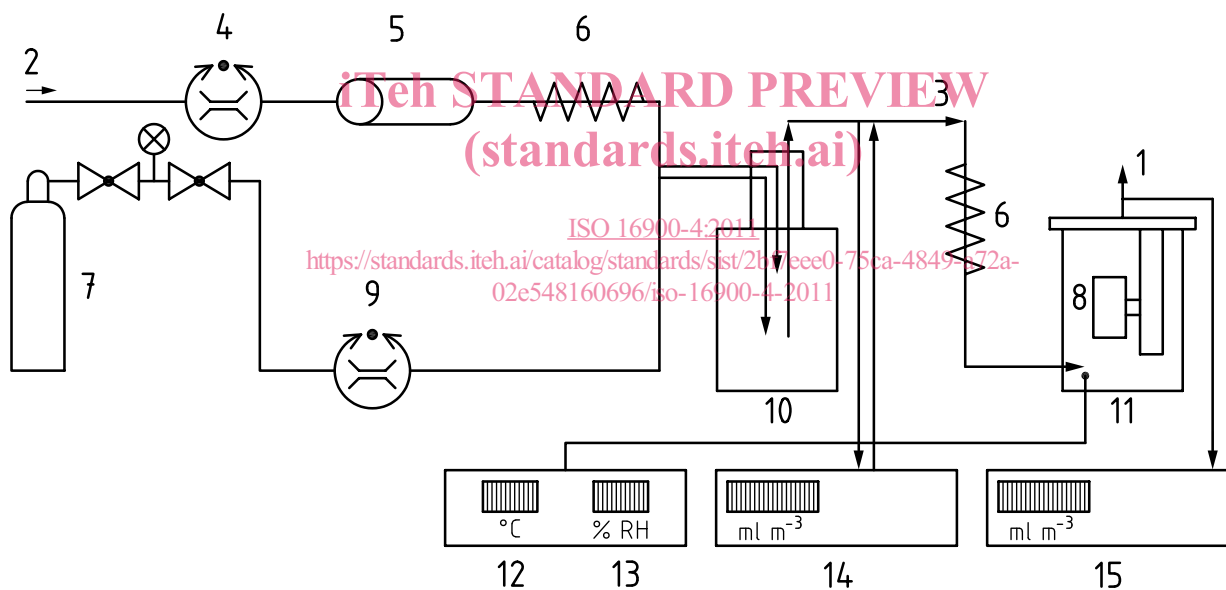 4
5
6
2
iTeh STANDARD PREVIEW
3
(standards.iteh.ai)
1
6
ISO 16900-4:2011
https://standards.iteh.ai/catalog/standards/sist/2bf7eee0-75ca-4849-a72a-
02e548160696/iso-16900-4-2011
7
9
8
10
11
°C % RH
ml m⁻³
ml m⁻³
12 13 14 15